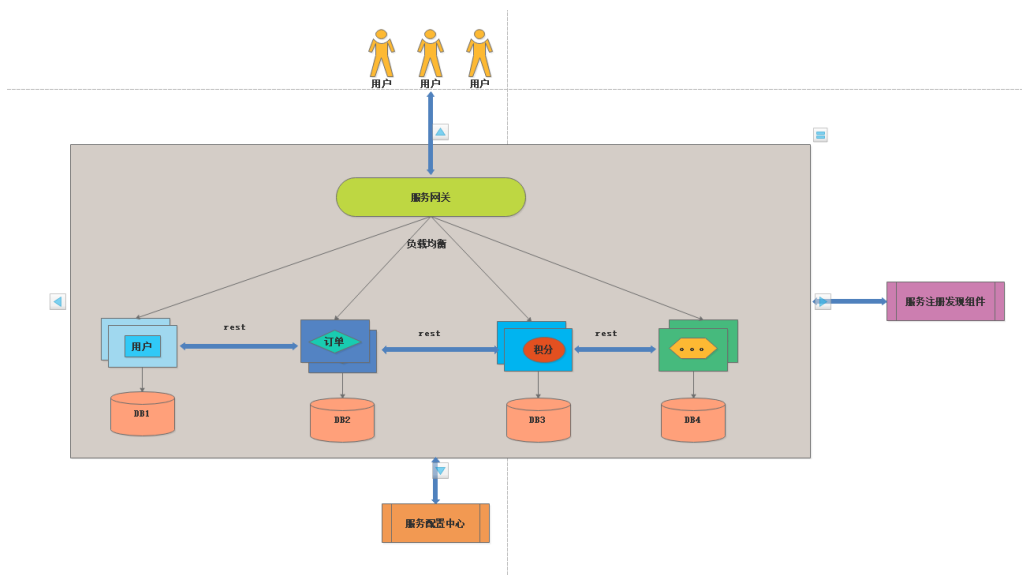 用户
用户
用户
服务网关
负载均衡
服务注册发现组件
rest
rest
rest
用户
订单
积分
。。。
DB1
DB2
DB3
DB4
服务配置中心